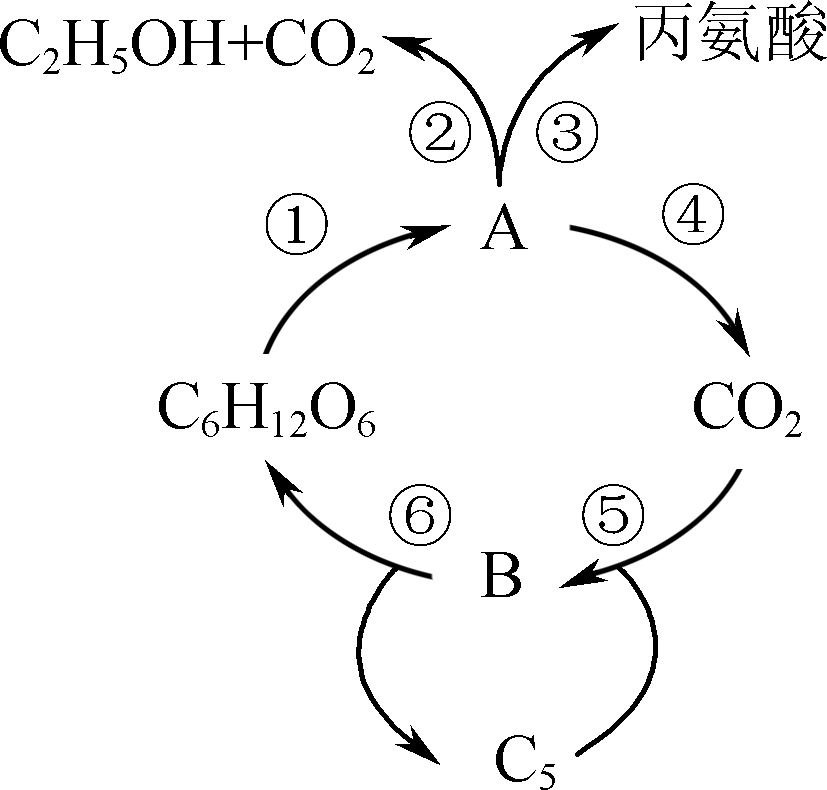 C₂H₅OH+CO₂ 丙氨酸
② ③
① A ④
C₆H₁₂O₆ CO₂
⑥ B ⑤
C₅